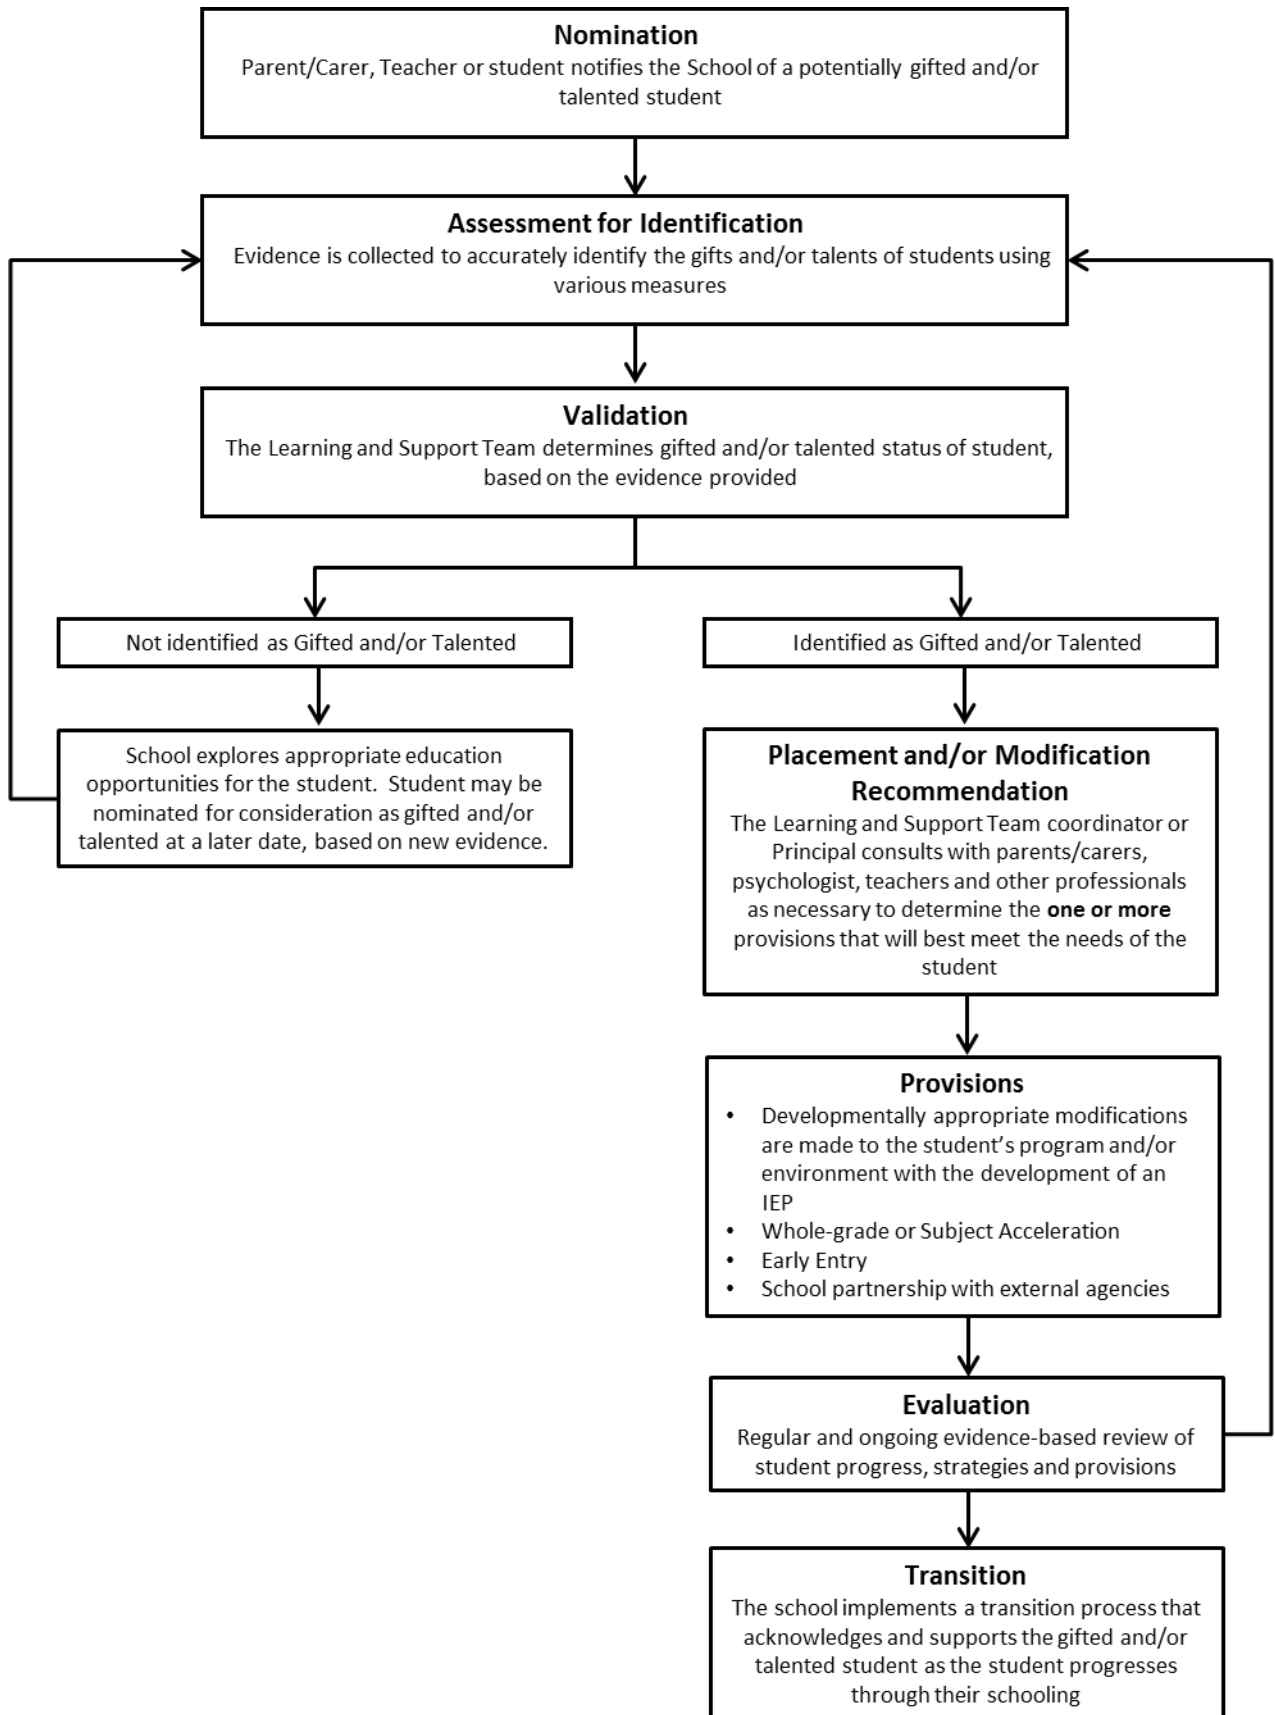 Nomination
Parent/Carer, Teacher or student notifies the School of a potentially gifted and/or
talented student
Assessment for Identification
Evidence is collected to accurately identify the gifts and/or talents of students using
various measures
Validation
The Learning and Support Team determines gifted and/or talented status of student,
based on the evidence provided
Not identified as Gifted and/or Talented
Identified as Gifted and/or Talented
School explores appropriate education
opportunities for the student. Student may be
nominated for consideration as gifted and/or
talented at a later date, based on new evidence.
Placement and/or Modification
Recommendation
The Learning and Support Team coordinator or
Principal consults with parents/carers,
psychologist, teachers and other professionals
as necessary to determine the one or more
provisions that will best meet the needs of the
student
Provisions
• Developmentally appropriate modifications
are made to the student's program and/or
environment with the development of an
IEP
• Whole-grade or Subject Acceleration
• Early Entry
• School partnership with external agencies
Evaluation
Regular and ongoing evidence-based review of
student progress, strategies and provisions
Transition
The school implements a transition process that
acknowledges and supports the gifted and/or
talented student as the student progresses
through their schooling